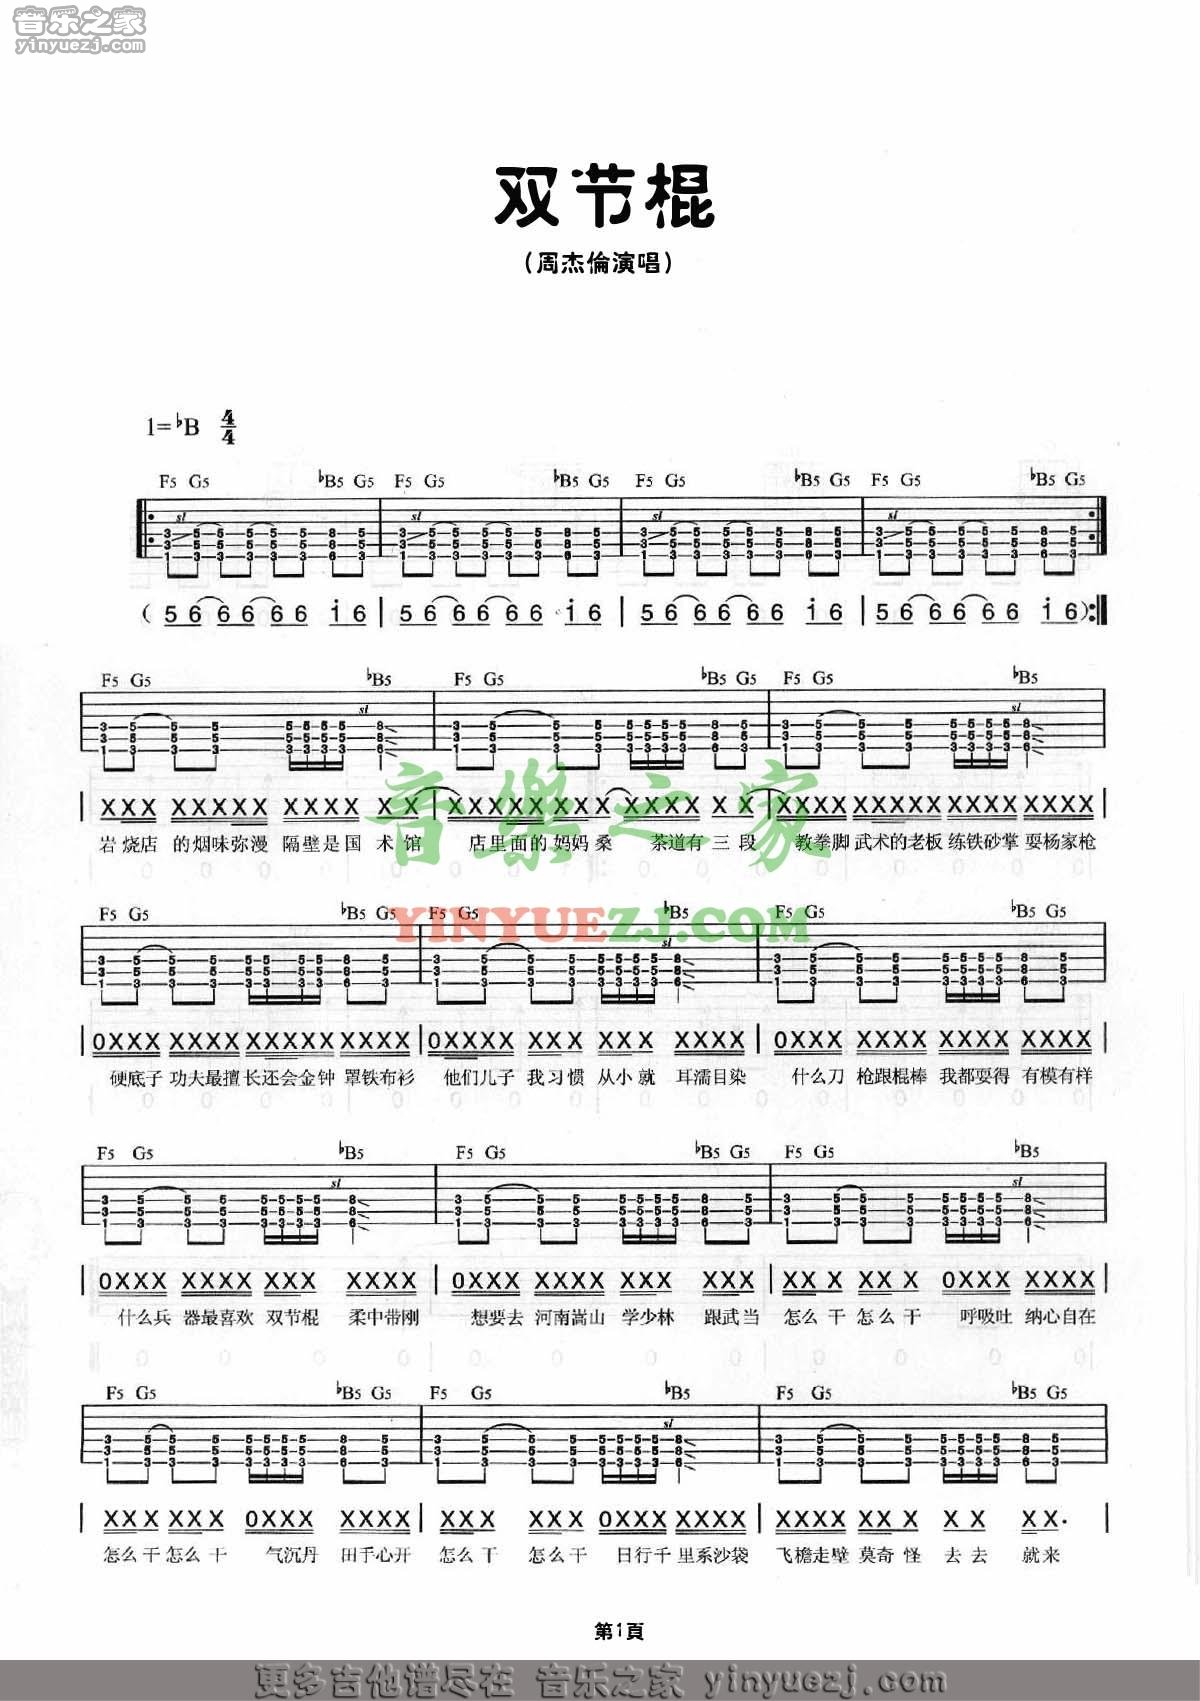 音乐之家
yinyuezj.com
双节棍
（周杰倫演唱）
1=♭B 4/4
F5 G5 ♭B5 G5 F5 G5 ♭B5 G5 F5 G5 ♭B5 G5 F5 G5 ♭B5 G5
sl sl sl sl
( 5 6 6 6 6 6 i 6 | 5 6 6 6 6 6 i 6 | 5 6 6 6 6 6 i 6 | 5 6 6 6 6 6 i 6 ) :||
F5 G5 ♭B5 F5 G5 ♭B5 G5 F5 G5 ♭B5
sl sl
音樂之家
| XXX XXXXX XXXX X X | XXXXXXXX XXXX X X | XXXX XXXXX XXXX XXXX |
岩烧店 的烟味弥漫 隔壁是国 术馆 店里面的妈妈桑 茶道有三段 教拳脚武术的老板 练铁砂掌 耍杨家枪
YINYUEZJ.COM
F5 G5 ♭B5 G5 F5 G5 ♭B5 F5 G5 ♭B5 G5
sl
| 0XXX XXXX XXXXX XXXX | 0XXX XXX XXX XXXX | XXX XXXX XXXX XXXX |
硬底子 功夫最擅 长还会金钟 罩铁布衫 他们儿子 我习惯 从小就 耳濡目染 什么刀 枪跟棍棒 我都耍得 有模有样
F5 G5 ♭B5 F5 G5 ♭B5 G5 F5 G5 ♭B5
sl sl
| 0XXX XXXX XXX XXXX | 0XXX XXXX XXX XXX | XX X XX X 0XXX XXXX |
什么兵 器最喜欢 双节棍 柔中带刚 想要去 河南嵩山 学少林 跟武当 怎么干 怎么干 呼吸吐 纳心自在
F5 G5 ♭B5 G5 F5 G5 ♭B5 F5 G5 ♭B5 G5
sl
| XXX XXX 0XXX XXXX | XXX XXX 0XXX XXXX | XXXX XXX X X XX. |
怎么干 怎么干 气沉丹 田手心开 怎么干 怎么干 日行千 里系沙袋 飞檐走壁 莫奇怪 去去 就来
第1頁
更多吉他谱尽在 音乐之家 yinyuezj.com